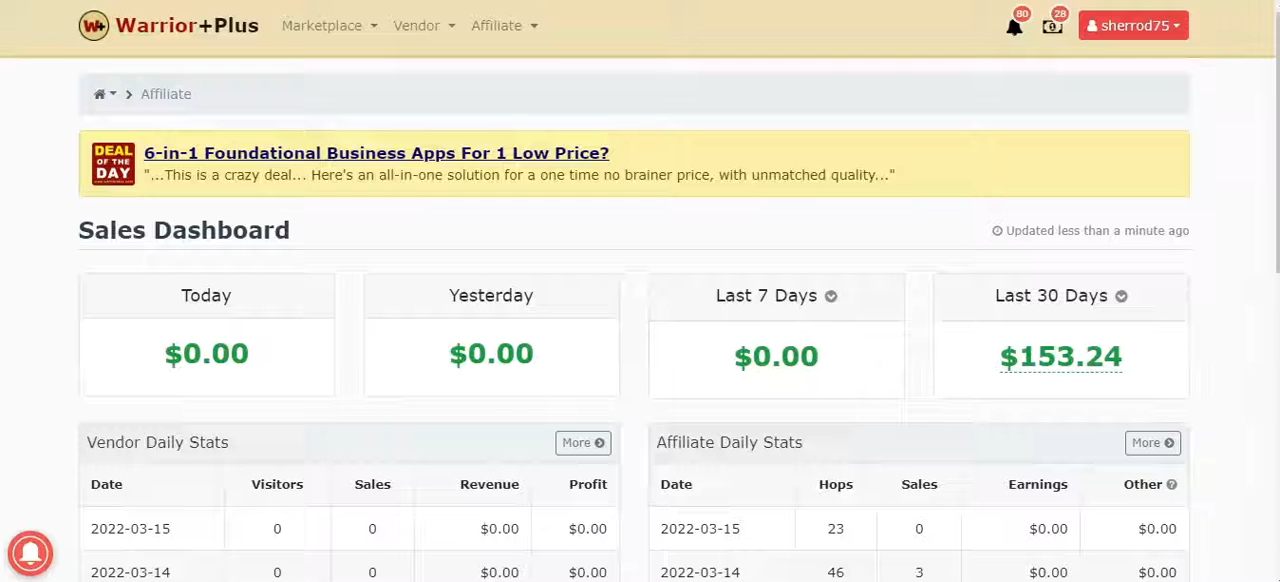 W+ Warrior+Plus Marketplace Vendor Affiliate 80 28 sherrod75
Affiliate
DEAL OF THE DAY
6-in-1 Foundational Business Apps For 1 Low Price?
"...This is a crazy deal... Here's an all-in-one solution for a one time no brainer price, with unmatched quality..."
Sales Dashboard Updated less than a minute ago
Today Yesterday Last 7 Days Last 30 Days
$0.00 $0.00 $0.00 $153.24
Vendor Daily Stats More Affiliate Daily Stats More
Date Visitors Sales Revenue Profit Date Hops Sales Earnings Other ?
2022-03-15 0 0 $0.00 $0.00 2022-03-15 23 0 $0.00 $0.00
2022-03-14 0 0 $0.00 $0.00 2022-03-14 46 3 $0.00 $0.00